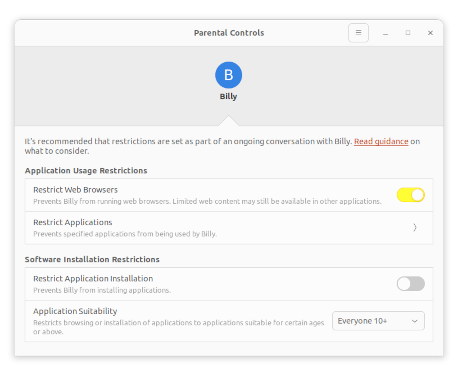 Parental Controls
B
Billy
It's recommended that restrictions are set as part of an ongoing conversation with Billy. Read guidance on
what to consider.
Application Usage Restrictions
Restrict Web Browsers
Prevents Billy from running web browsers. Limited web content may still be available in other applications.
Restrict Applications
Prevents specified applications from being used by Billy.
Software Installation Restrictions
Restrict Application Installation
Prevents Billy from installing applications.
Application Suitability
Restricts browsing or installation of applications to applications suitable for certain ages
or above.
Everyone 10+